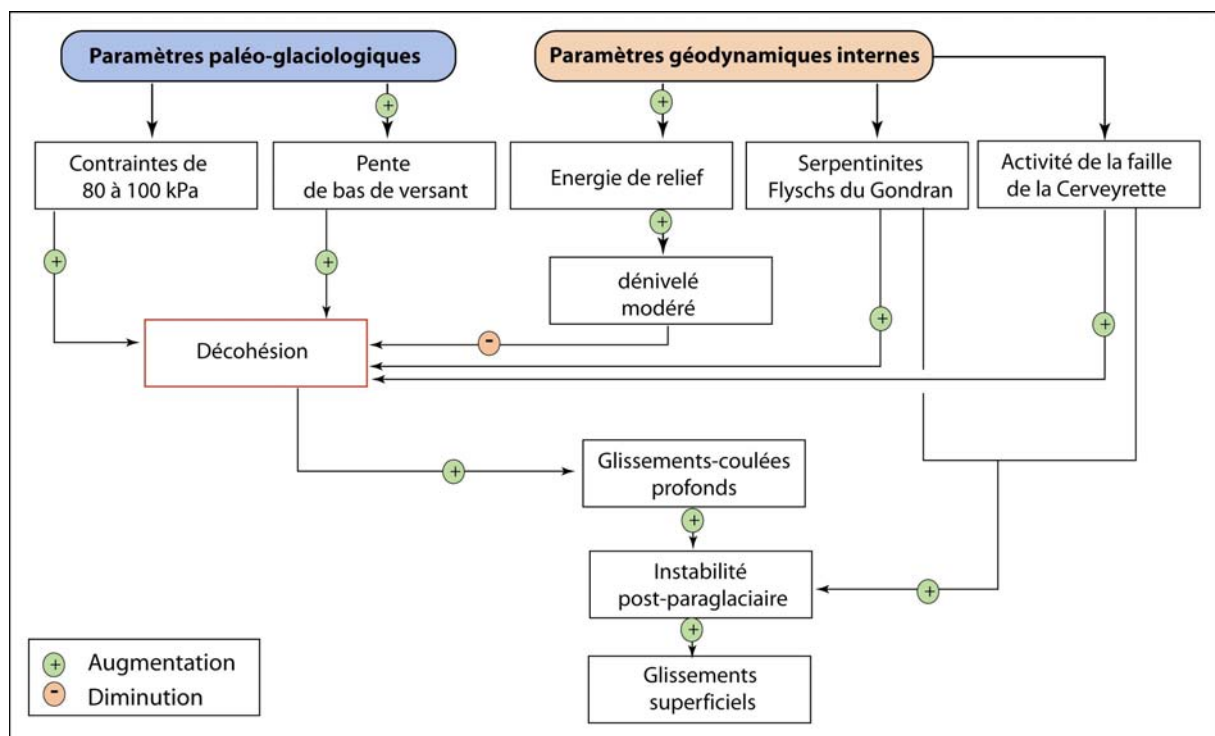 Paramètres paléo-glaciologiques
Paramètres géodynamiques internes
+
+
Contraintes de
80 à 100 kPa
Pente
de bas de versant
Energie de relief
Serpentinites
Flyschs du Gondran
Activité de la faille
de la Cerveyrette
+
+
+
dénivelé
modéré
+
+
-
Décohésion
Glissements-coulées
profonds
+
+
Instabilité
post-paraglaciaire
+
+
Glissements
superficiels
+ Augmentation
- Diminution